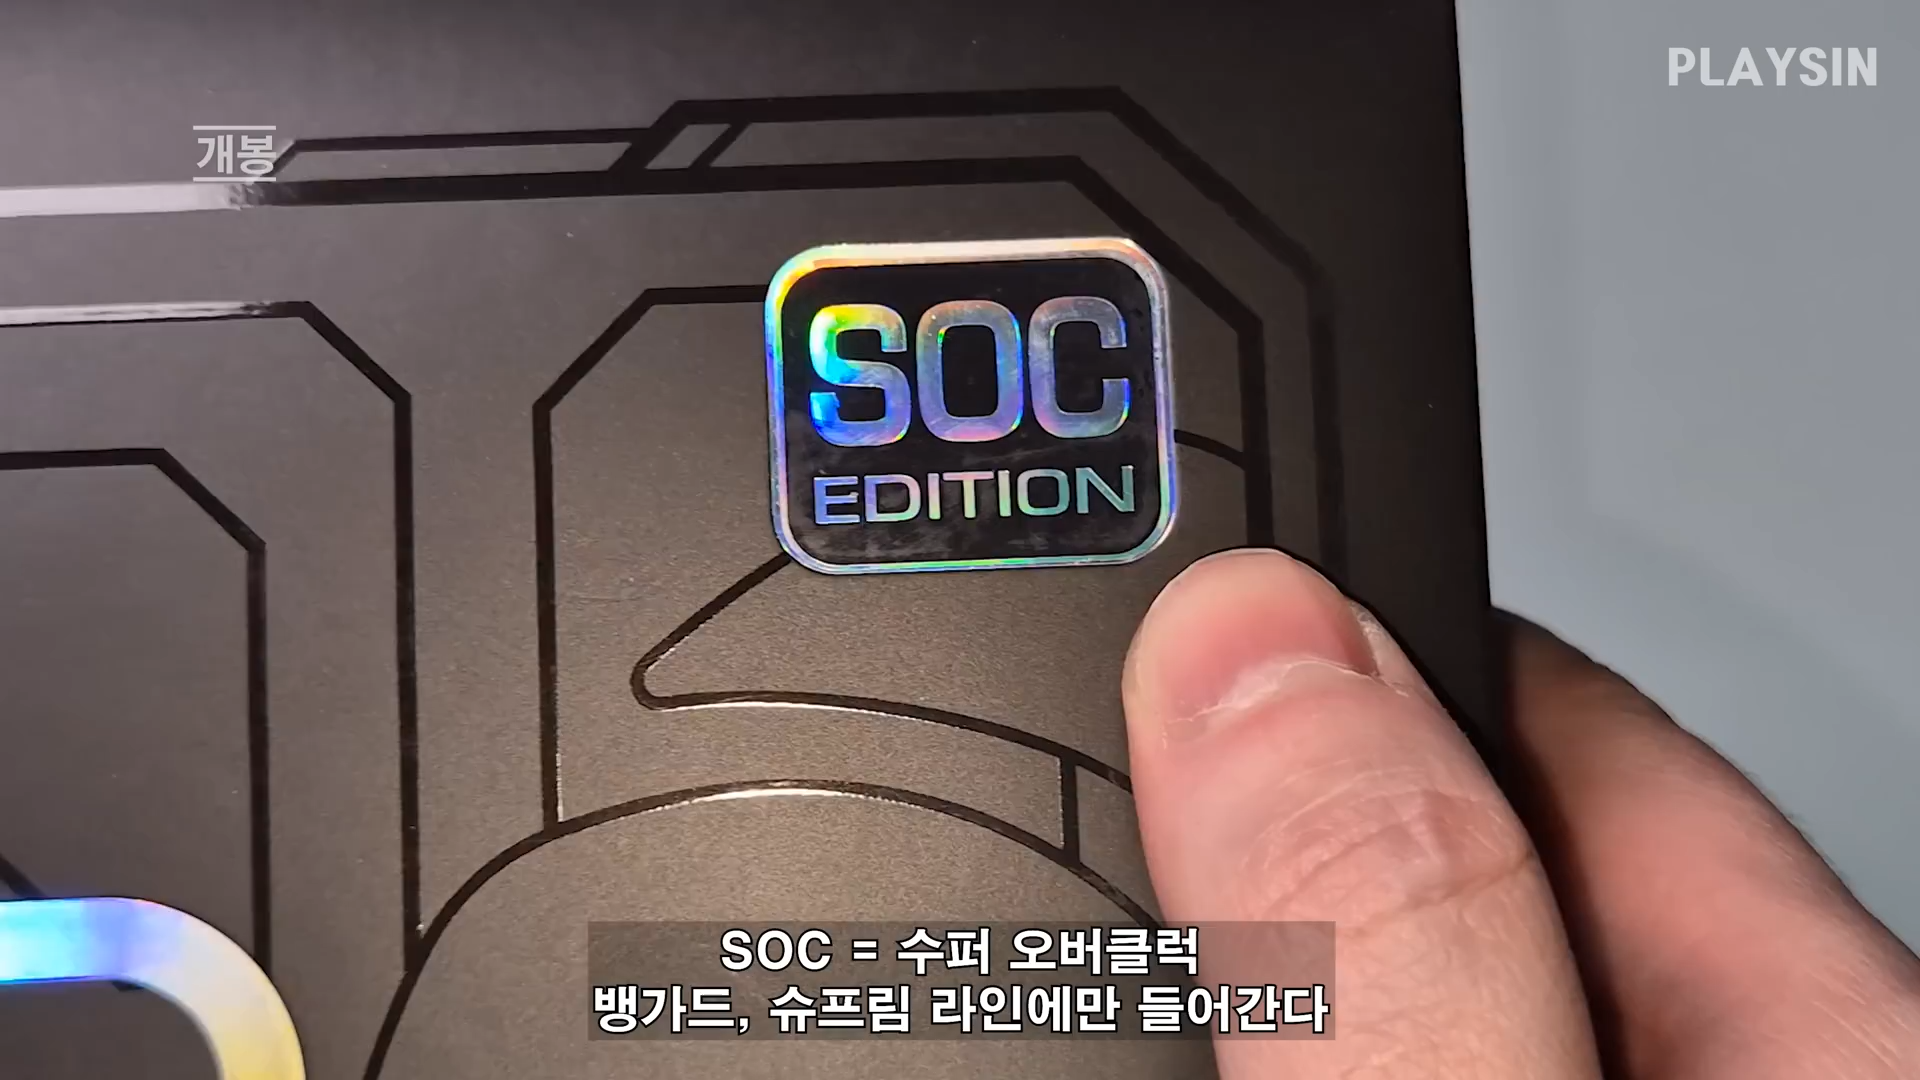 PLAYSIN
개봉
SOC
EDITION
SOC = 수퍼 오버클럭
뱅가드, 슈프림 라인에만 들어간다